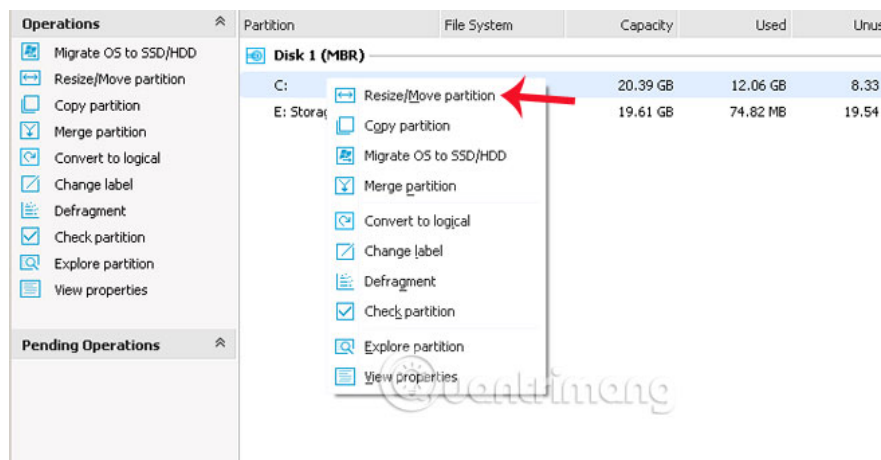 Operations
Migrate OS to SSD/HDD
Resize/Move partition
Copy partition
Merge partition
Convert to logical
Change label
Defragment
Check partition
Explore partition
View properties
Pending Operations
Partition File System Capacity Used
Disk 1 (MBR)
C: 20.39 GB 12.06 GB 8.33
E: 19.61 GB 74.82 MB 19.54
Resize/Move partition
Copy partition
Migrate OS to SSD/HDD
Merge partition
Convert to logical
Change label
Defragment
Check partition
Explore partition
View properties
Quantrimang